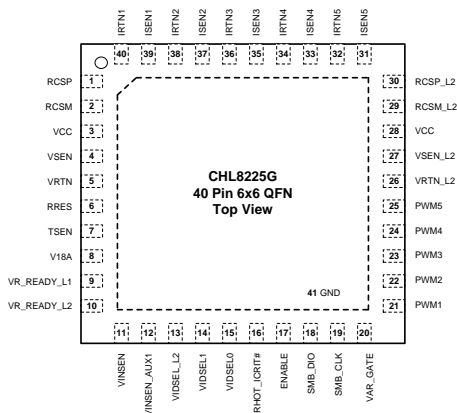 IRTN1
ISEN1
IRTN2
ISEN2
IRTN3
ISEN3
IRTN4
ISEN4
IRTN5
ISEN5
40 39 38 37 36 35 34 33 32 31
RCSP 1
RCSM 2
VCC 3
VSEN 4
VRTN 5
RRES 6
TSEN 7
V18A 8
VR_READY_L1 9
VR_READY_L2 10
CHL8225G
40 Pin 6x6 QFN
Top View
41 GND
30 RCSP_L2
29 RCSM_L2
28 VCC
27 VSEN_L2
26 VRTN_L2
25 PWM5
24 PWM4
23 PWM3
22 PWM2
21 PWM1
11 12 13 14 15 16 17 18 19 20
VINSEN
VINSEN_AUX1
VIDSEL_L2
VIDSEL1
VIDSEL0
RHOT_ICRIT#
ENABLE
SMB_DIO
SMB_CLK
VAR_GATE